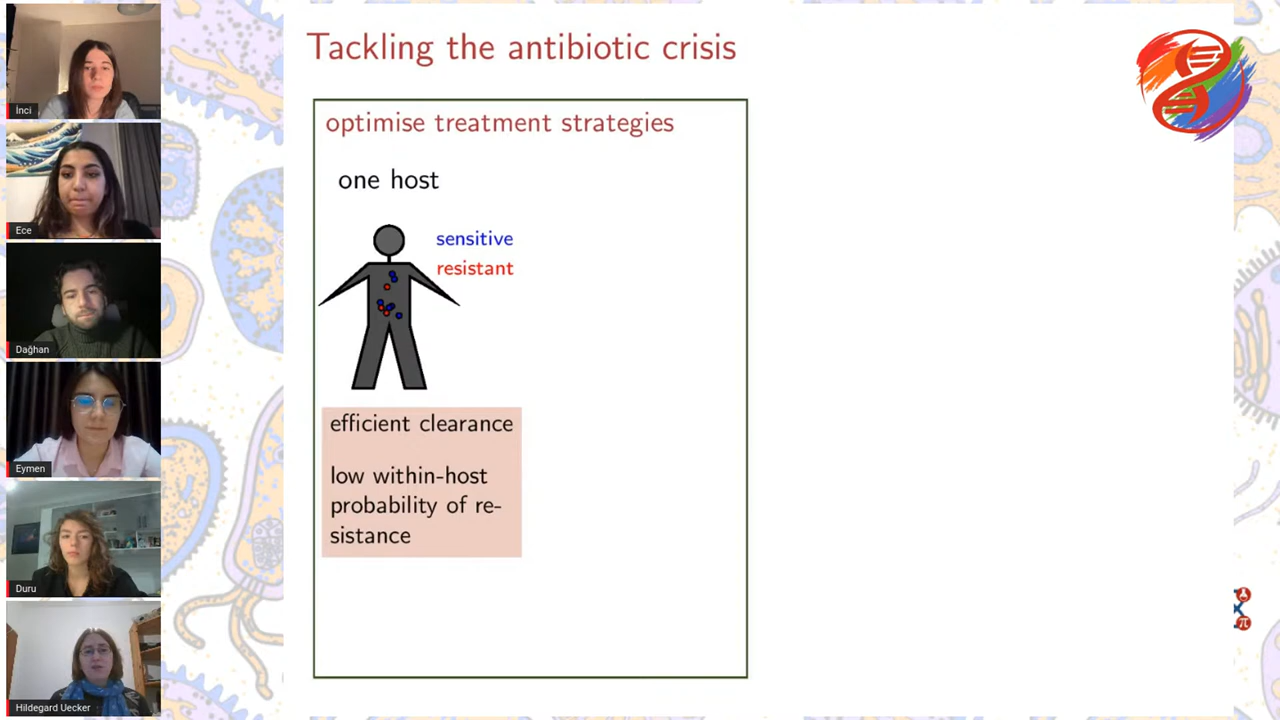 Tackling the antibiotic crisis
optimise treatment strategies
one host
sensitive
resistant
efficient clearance
low within-host
probability of re-
sistance
İnci
Ece
Dağhan
Eymen
Duru
Hildegard Uecker
π